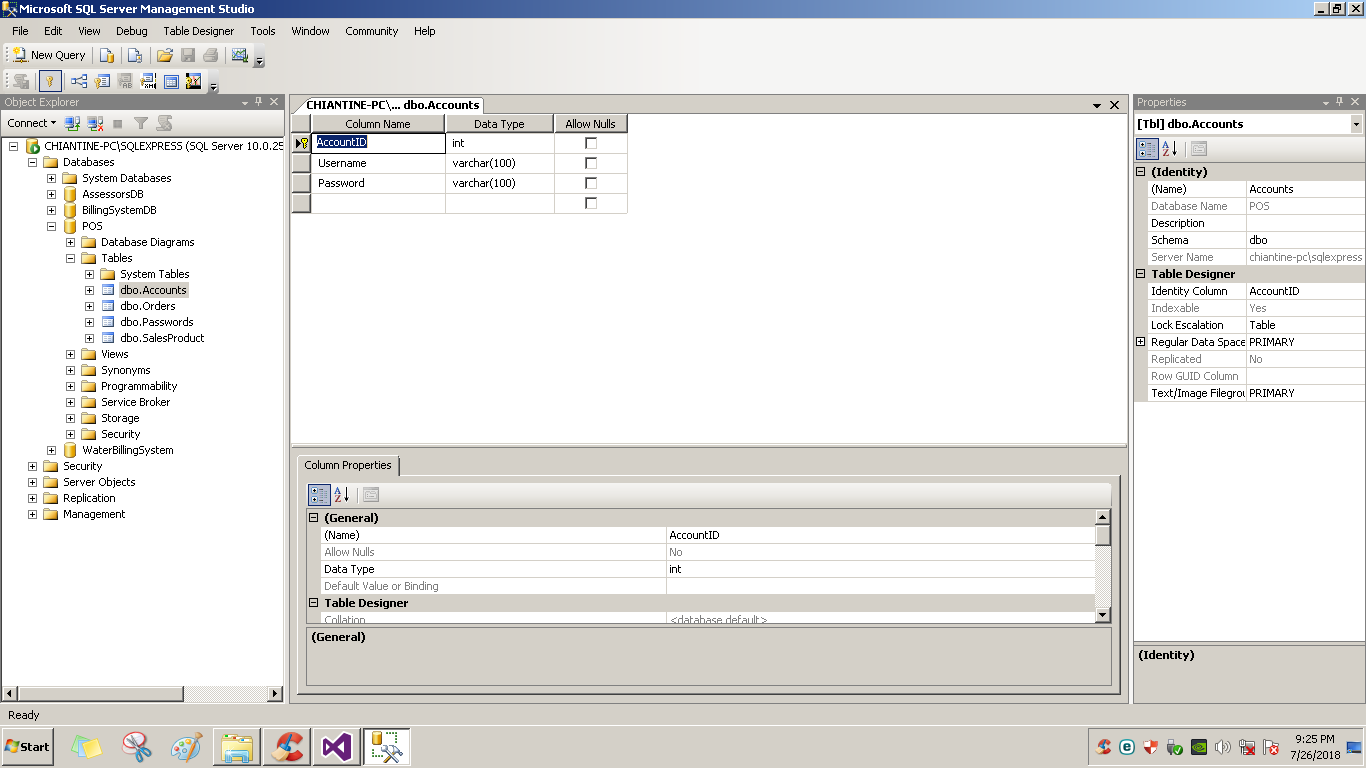 Microsoft SQL Server Management Studio
File Edit View Debug Table Designer Tools Window Community Help
New Query
Object Explorer
Connect
CHIANTINE-PC\SQLEXPRESS (SQL Server 10.0.25
Databases
System Databases
AssessorsDB
BillingSystemDB
POS
Database Diagrams
Tables
System Tables
dbo.Accounts
dbo.Orders
dbo.Passwords
dbo.SalesProduct
Views
Synonyms
Programmability
Service Broker
Storage
Security
WaterBillingSystem
Security
Server Objects
Replication
Management
CHIANTINE-PC\... dbo.Accounts
Column Name Data Type Allow Nulls
AccountID int
Username varchar(100)
Password varchar(100)
Column Properties
(General)
(Name) AccountID
Allow Nulls No
Data Type int
Default Value or Binding
Table Designer
Collation <database default>
(General)
Properties
[Tbl] dbo.Accounts
(Identity)
(Name) Accounts
Database Name POS
Description
Schema dbo
Server Name chiantine-pc\sqlexpress
Table Designer
Identity Column AccountID
Indexable Yes
Lock Escalation Table
Regular Data Space PRIMARY
Replicated No
Row GUID Column
Text/Image Filegrou PRIMARY
(Identity)
Ready
Start
9:25 PM
7/26/2018